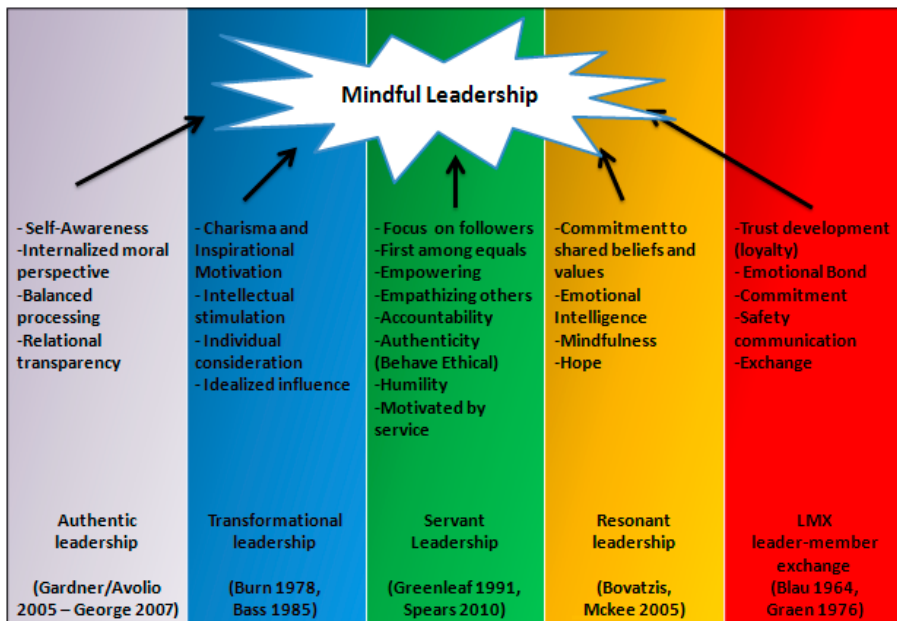 Mindful Leadership
- Self-Awareness
-Internalized moral
perspective
-Balanced
processing
-Relational
transparency
- Charisma and
Inspirational
Motivation
- Intellectual
stimulation
- Individual
consideration
- Idealized influence
- Focus on followers
- First among equals
- Empowering
- Empathizing others
- Accountability
- Authenticity
(Behave Ethical)
-Humility
-Motivated by
service
-Commitment to
shared beliefs and
values
- Emotional
Intelligence
-Mindfulness
-Hope
-Trust development
(loyalty)
- Emotional Bond
-Commitment
-Safety
communication
-Exchange
Authentic
leadership
(Gardner/Avolio
2005 – George 2007)
Transformational
leadership
(Burn 1978,
Bass 1985)
Servant
Leadership
(Greenleaf 1991,
Spears 2010)
Resonant
leadership
(Bovatzis,
Mckee 2005)
LMX
leader-member
exchange
(Blau 1964,
Graen 1976)